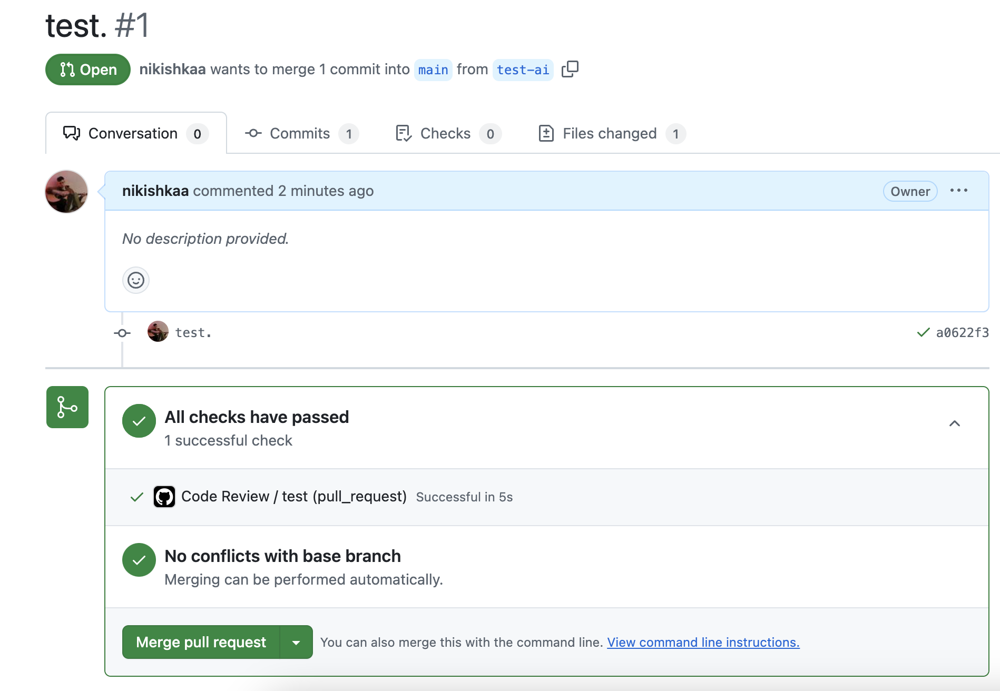 test. #1
Open nikishkaa wants to merge 1 commit into main from test-ai
Conversation 0 Commits 1 Checks 0 Files changed 1
nikishkaa commented 2 minutes ago Owner
No description provided.
test. a0622f3
All checks have passed
1 successful check
Code Review / test (pull_request) Successful in 5s
No conflicts with base branch
Merging can be performed automatically.
Merge pull request You can also merge this with the command line. View command line instructions.